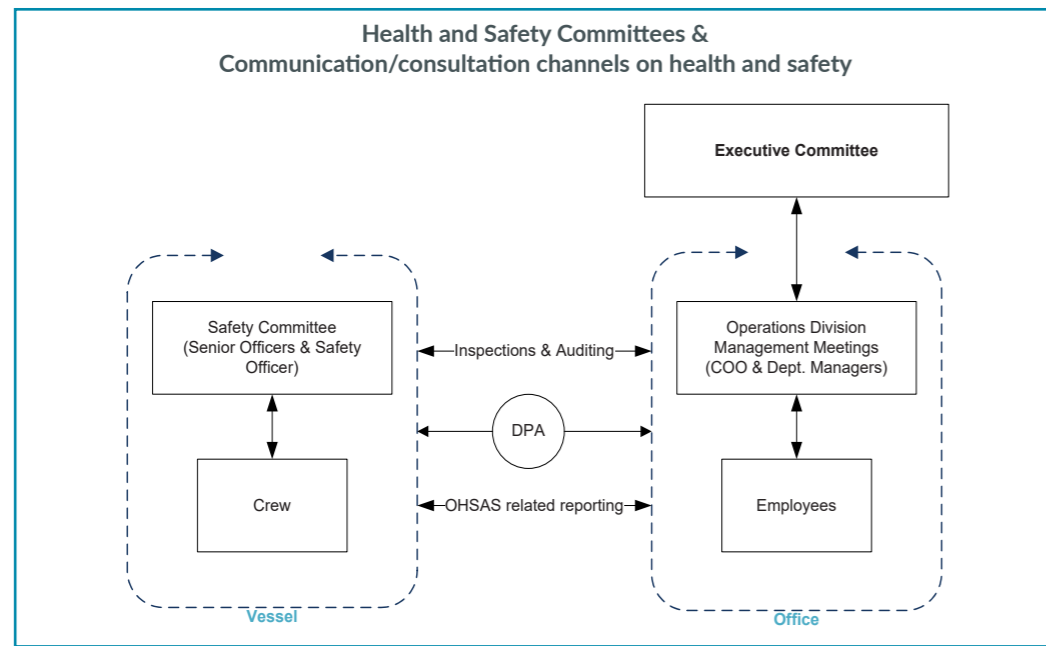 Health and Safety Committees &
Communication/consultation channels on health and safety
Executive Committee
Safety Committee
(Senior Officers & Safety
Officer)
Inspections & Auditing
Operations Division
Management Meetings
(COO & Dept. Managers)
DPA
Crew
OHSAS related reporting
Employees
Vessel
Office